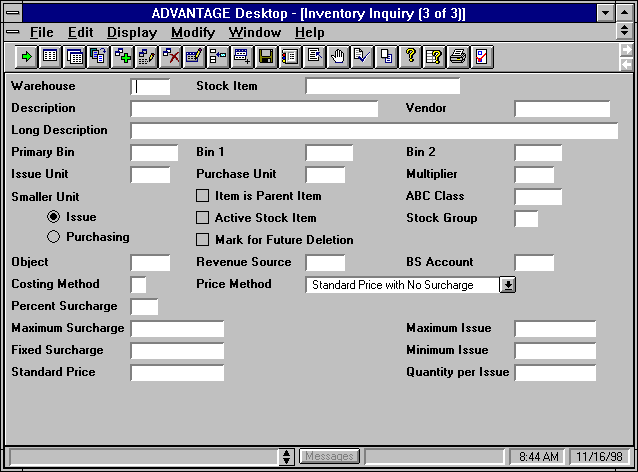 ADVANTAGE Desktop - [Inventory Inquiry (3 of 3)]
File Edit Display Modify Window Help
Warehouse Stock Item
Description Vendor
Long Description
Primary Bin Bin 1 Bin 2
Issue Unit Purchase Unit Multiplier
Smaller Unit Item is Parent Item ABC Class
Issue Active Stock Item Stock Group
Purchasing Mark for Future Deletion
Object Revenue Source BS Account
Costing Method Price Method Standard Price with No Surcharge
Percent Surcharge
Maximum Surcharge Maximum Issue
Fixed Surcharge Minimum Issue
Standard Price Quantity per Issue
Messages 8:44 AM 11/16/98